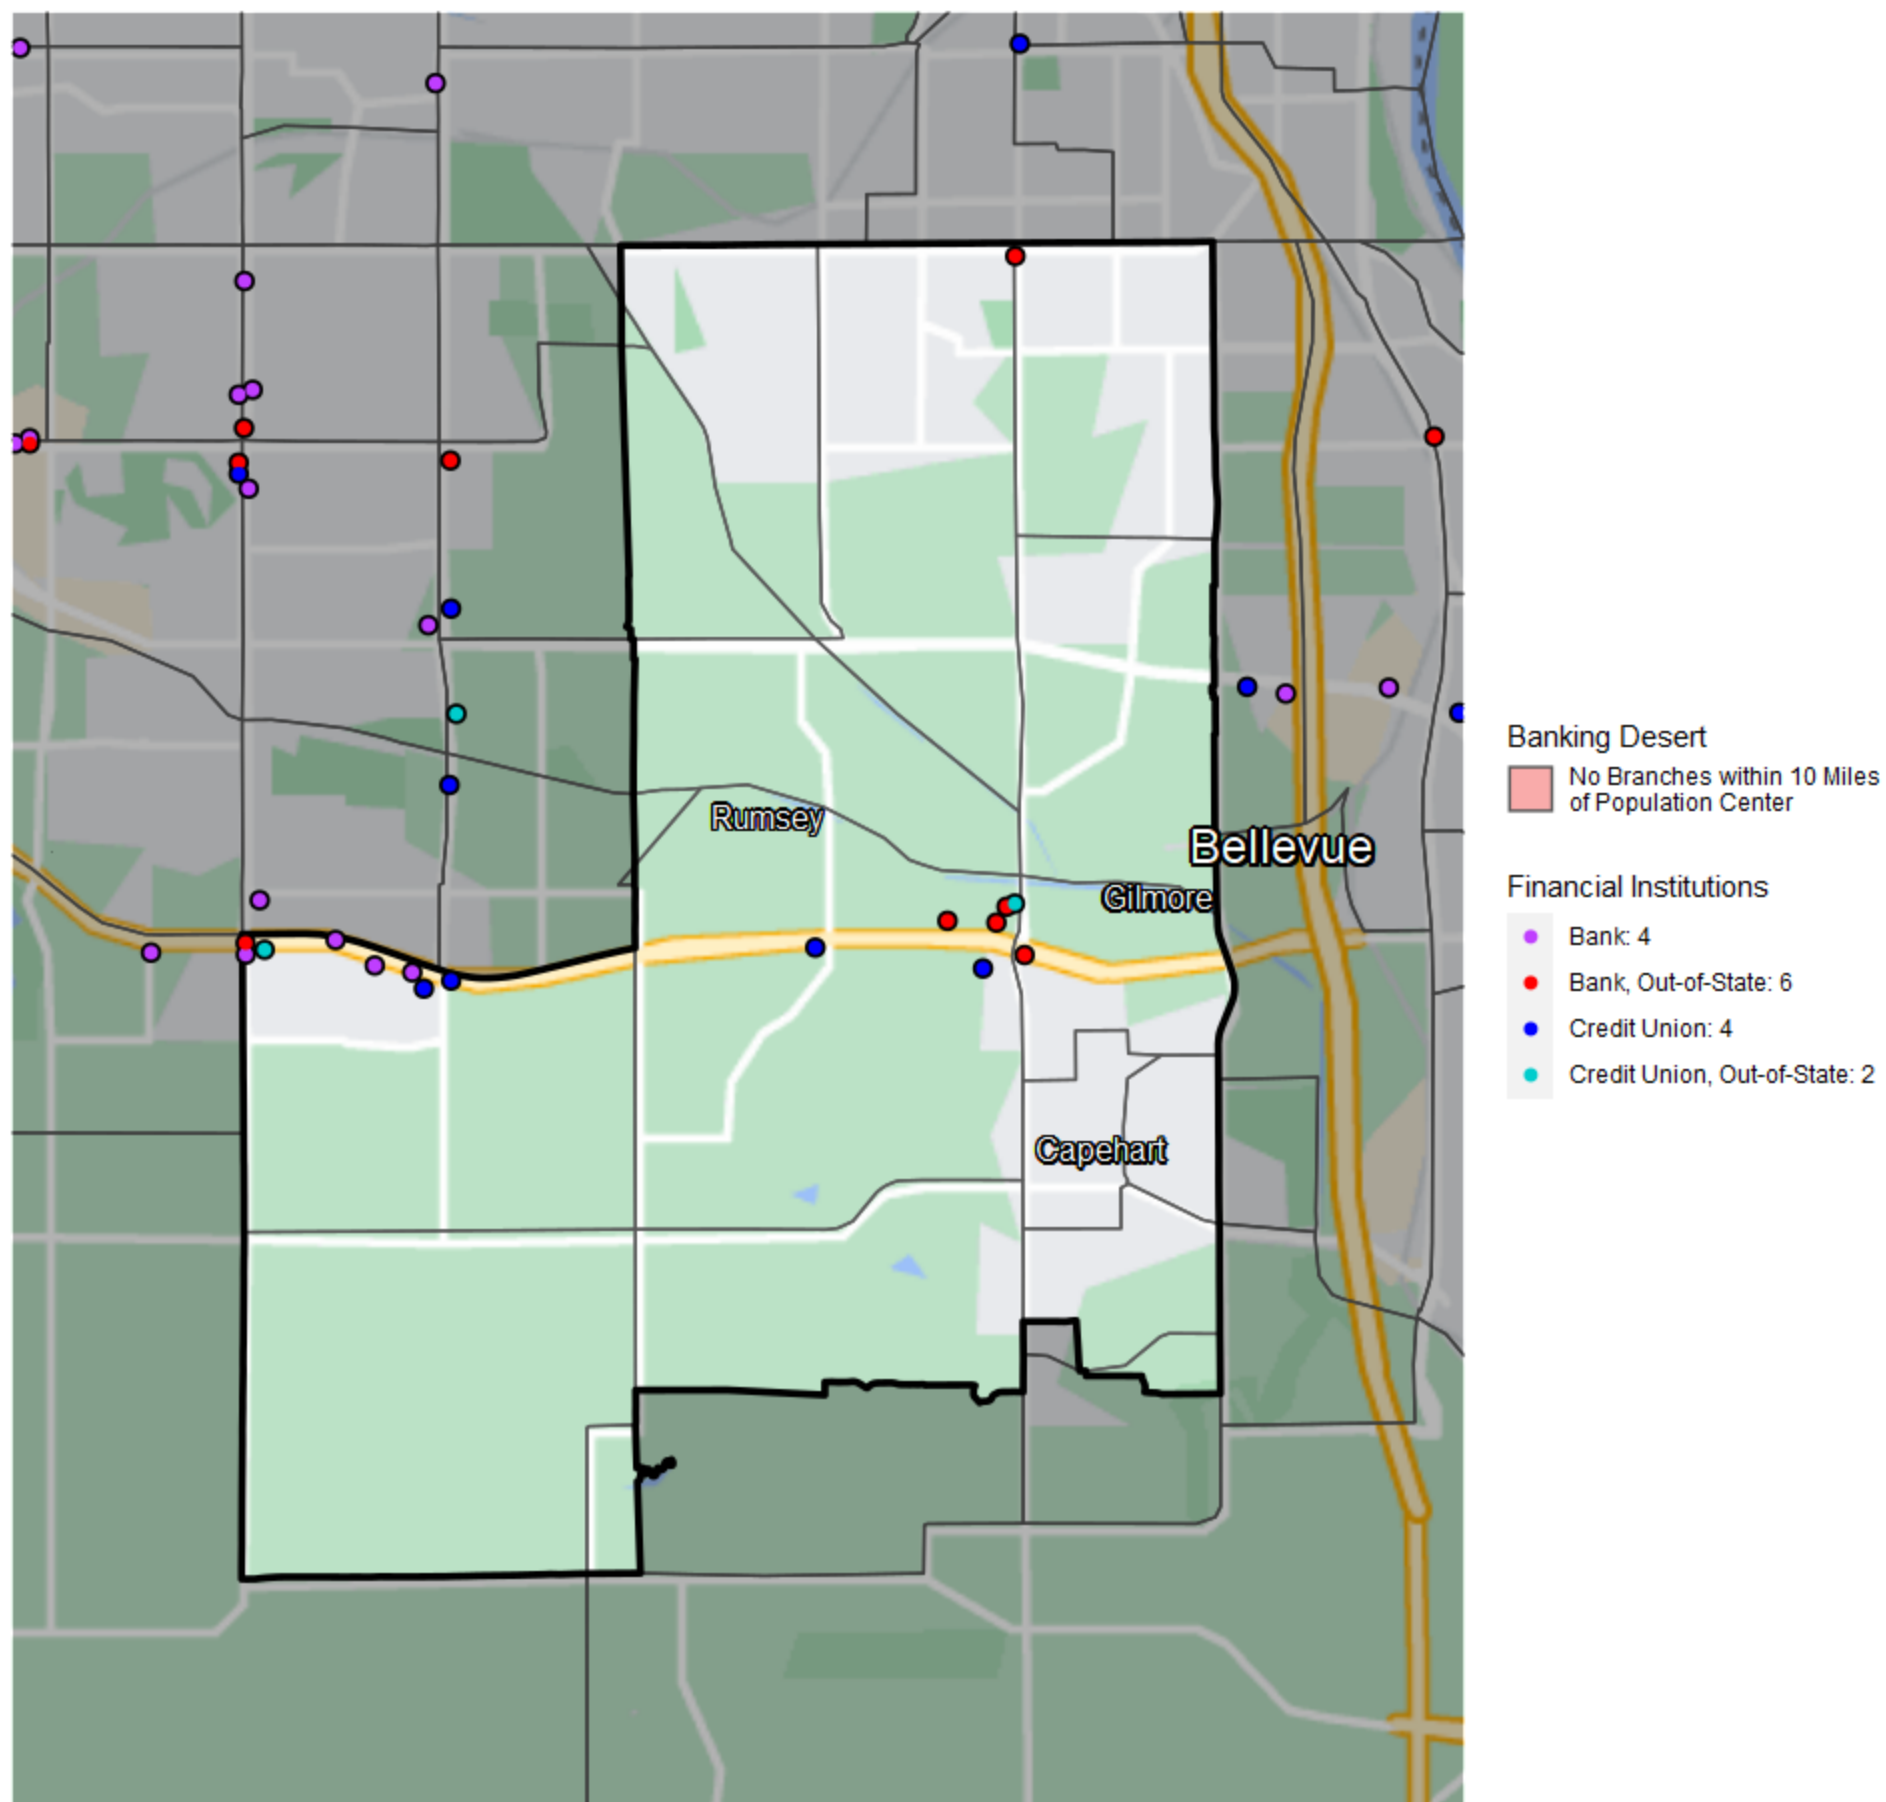 Rumsey
Bellevue
Gilmore
Capehart
Banking Desert
No Branches within 10 Miles
of Population Center
Financial Institutions
Bank: 4
Bank, Out-of-State: 6
Credit Union: 4
Credit Union, Out-of-State: 2